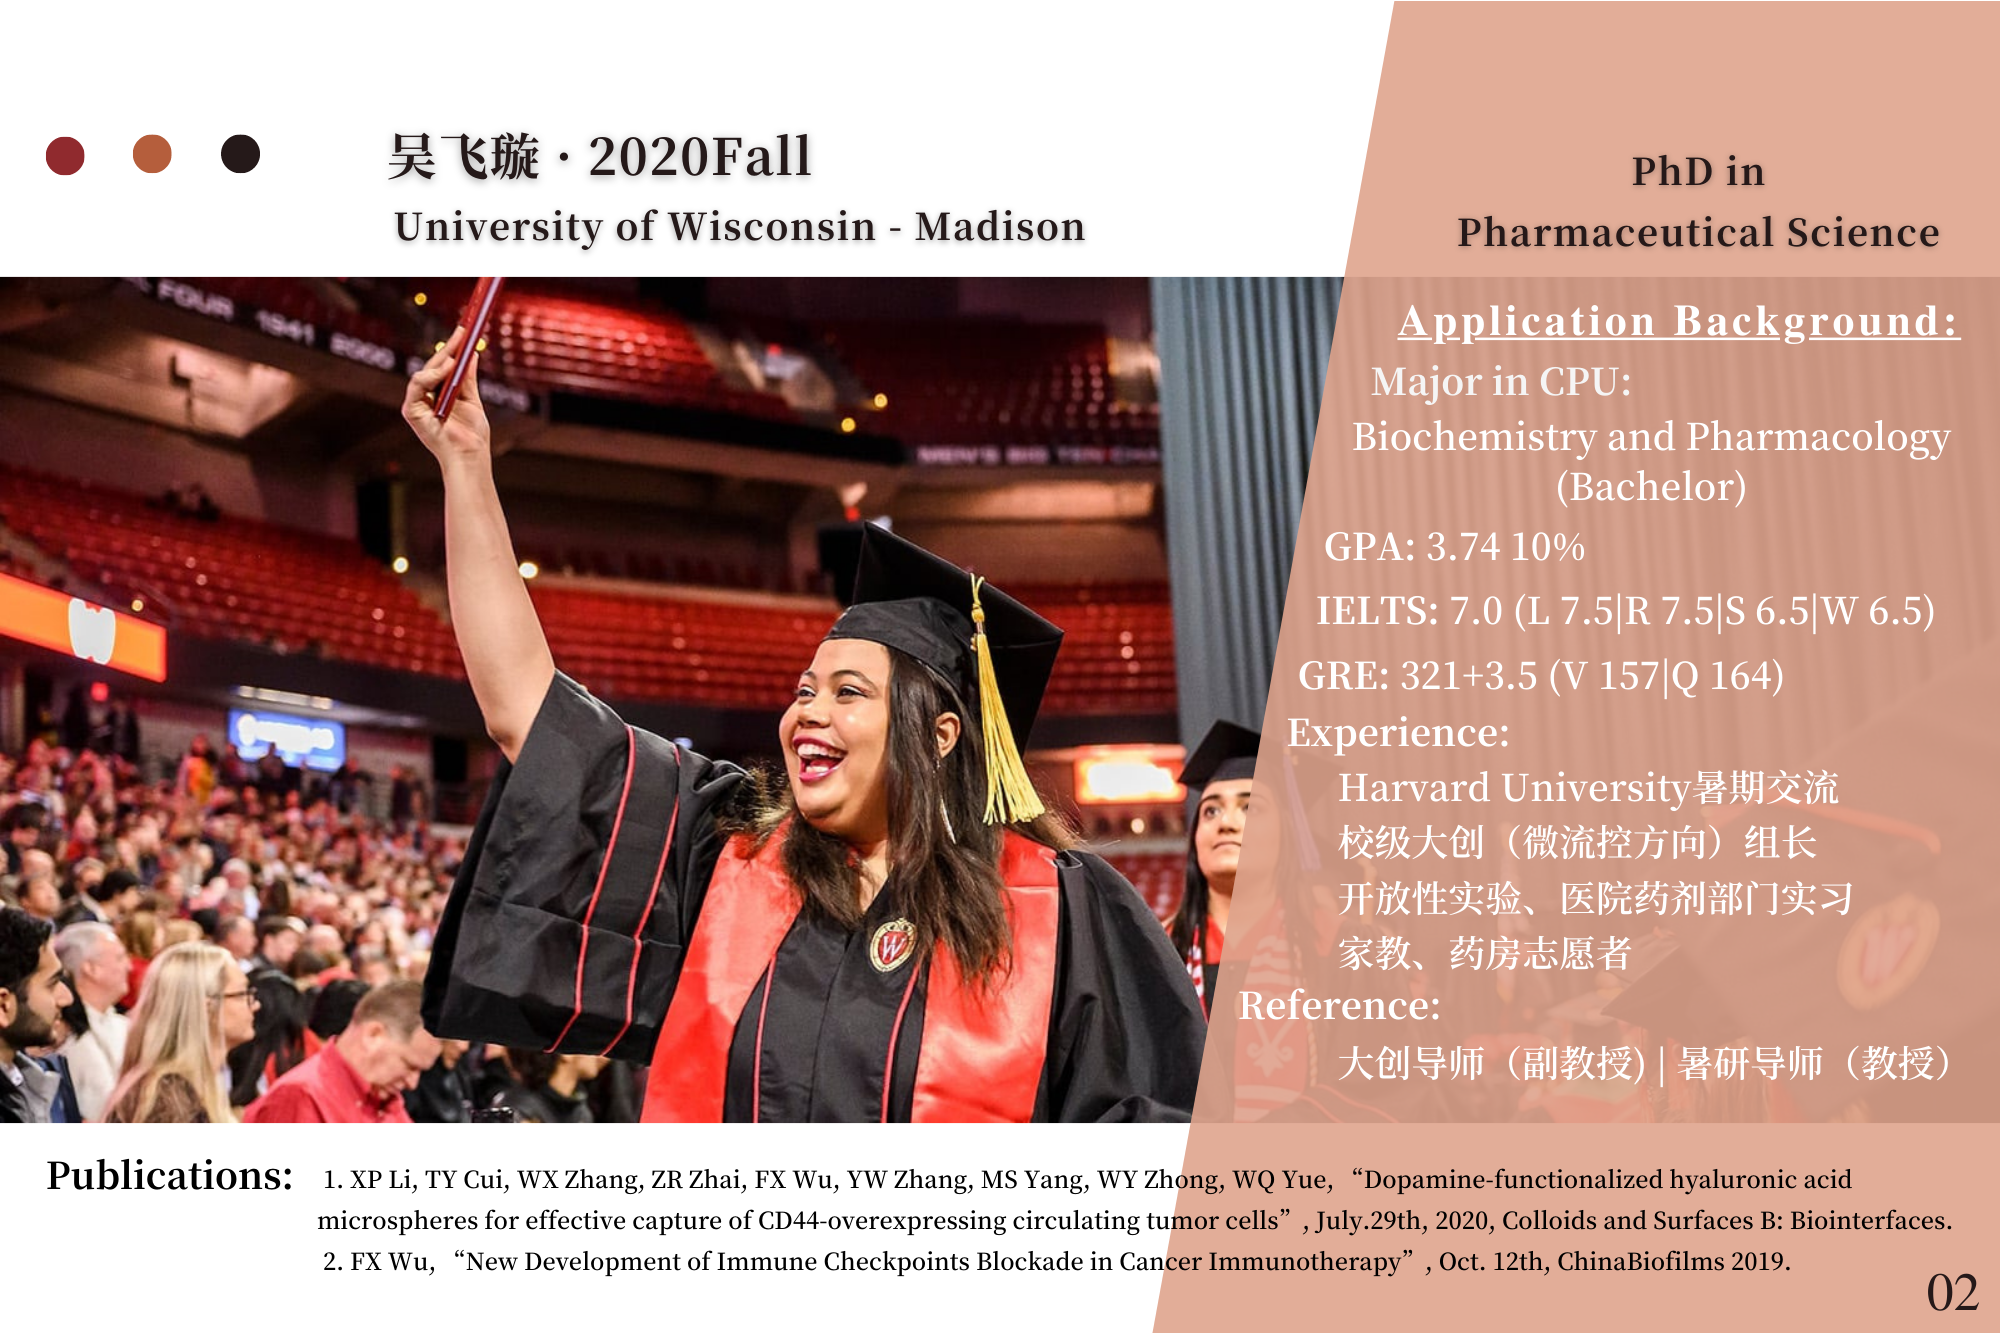 吴飞璇 · 2020Fall
University of Wisconsin - Madison
PhD in
Pharmaceutical Science
FOUR 1941 2000
MEN'S BIG TEN CHA
W
Application Background:
Major in CPU:
Biochemistry and Pharmacology
(Bachelor)
GPA: 3.74 10%
IELTS: 7.0 (L 7.5|R 7.5|S 6.5|W 6.5)
GRE: 321+3.5 (V 157|Q 164)
Experience:
Harvard University暑期交流
校级大创（微流控方向）组长
开放性实验、医院药剂部门实习
家教、药房志愿者
Reference:
大创导师（副教授) | 暑研导师（教授）
Publications:
1. XP Li, TY Cui, WX Zhang, ZR Zhai, FX Wu, YW Zhang, MS Yang, WY Zhong, WQ Yue, “Dopamine-functionalized hyaluronic acid
microspheres for effective capture of CD44-overexpressing circulating tumor cells”, July.29th, 2020, Colloids and Surfaces B: Biointerfaces.
2. FX Wu, “New Development of Immune Checkpoints Blockade in Cancer Immunotherapy”, Oct. 12th, ChinaBiofilms 2019.
02